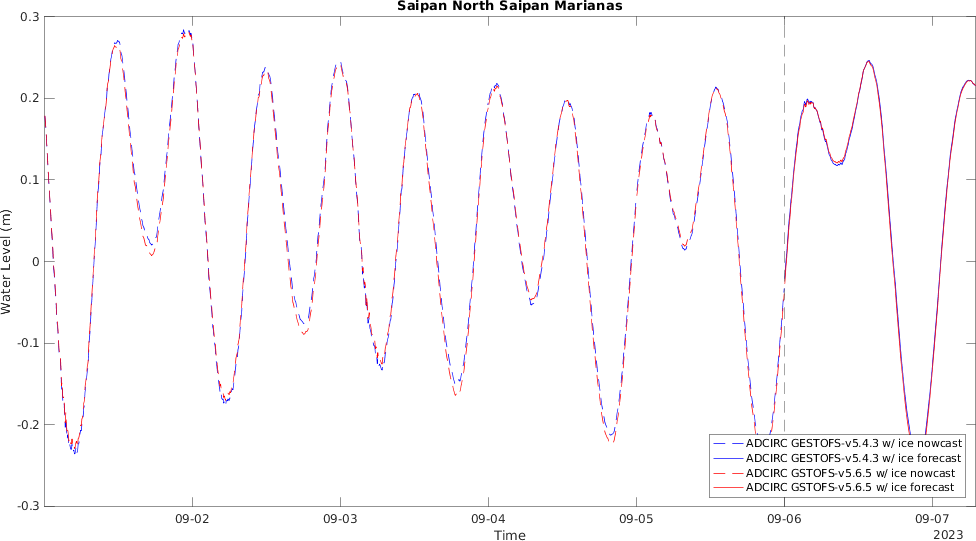 Saipan North Saipan Marianas
0.3
0.2
0.1
0
-0.1
-0.2
-0.3
Water Level (m)
ADCIRC GESTOFS-v5.4.3 w/ ice nowcast
ADCIRC GESTOFS-v5.4.3 w/ ice forecast
ADCIRC GSTOFS-v5.6.5 w/ ice nowcast
ADCIRC GSTOFS-v5.6.5 w/ ice forecast
09-02 09-03 09-04 09-05 09-06 09-07
Time
2023